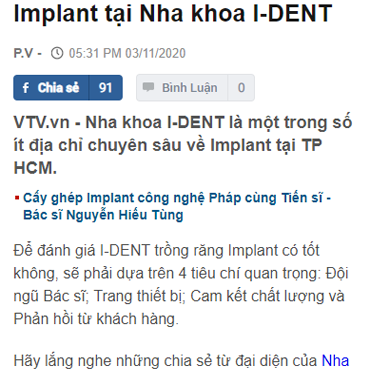 Implant tại Nha khoa I-DENT
P.V - 05:31 PM 03/11/2020
Chia sẻ 91 Bình Luận 0
VTV.vn - Nha khoa I-DENT là một trong số
ít địa chỉ chuyên sâu về Implant tại TP
HCM.
Cấy ghép Implant công nghệ Pháp cùng Tiến sĩ -
Bác sĩ Nguyễn Hiếu Tùng
Để đánh giá I-DENT trồng răng Implant có tốt
không, sẽ phải dựa trên 4 tiêu chí quan trọng: Đội
ngũ Bác sĩ; Trang thiết bị; Cam kết chất lượng và
Phản hồi từ khách hàng.
Hãy lắng nghe những chia sẻ từ đại diện của Nha